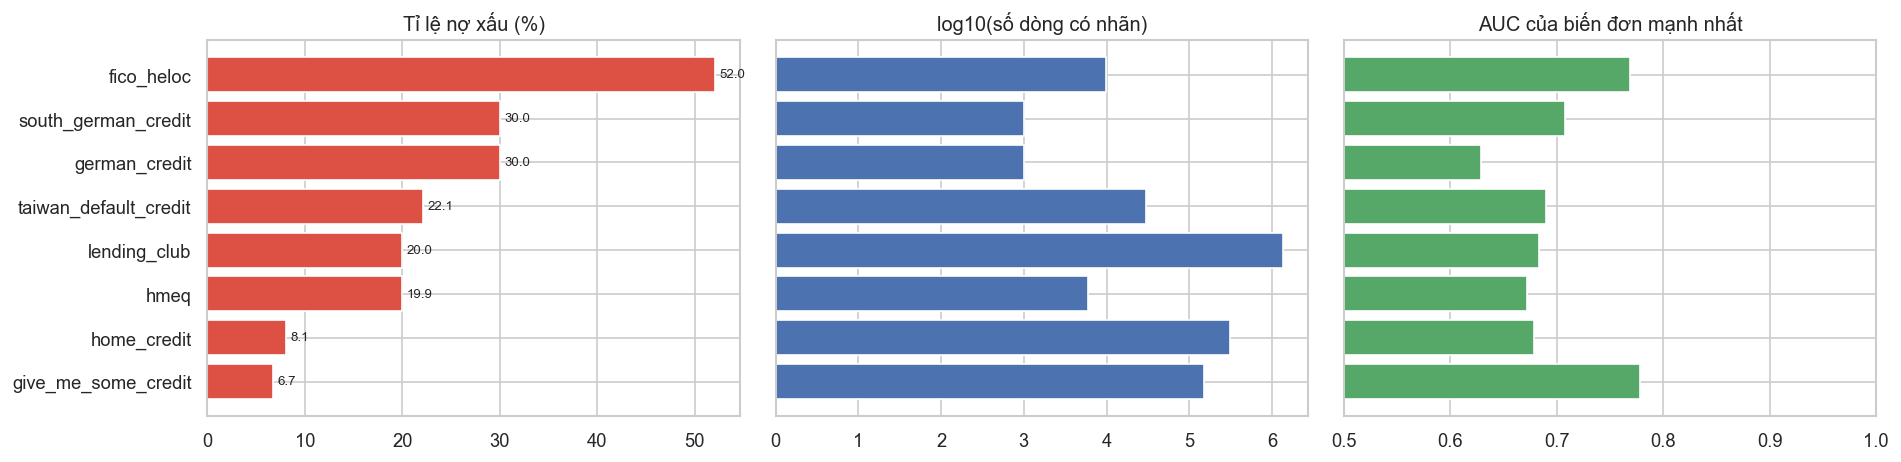 Tỉ lệ nợ xấu (%)
log10(số dòng có nhãn)
AUC của biến đơn mạnh nhất
fico_heloc
52.0
south_german_credit
30.0
german_credit
30.0
taiwan_default_credit
22.1
lending_club
20.0
hmeq
19.9
home_credit
8.1
give_me_some_credit
6.7
0 10 20 30 40 50
0 1 2 3 4 5 6
0.5 0.6 0.7 0.8 0.9 1.0